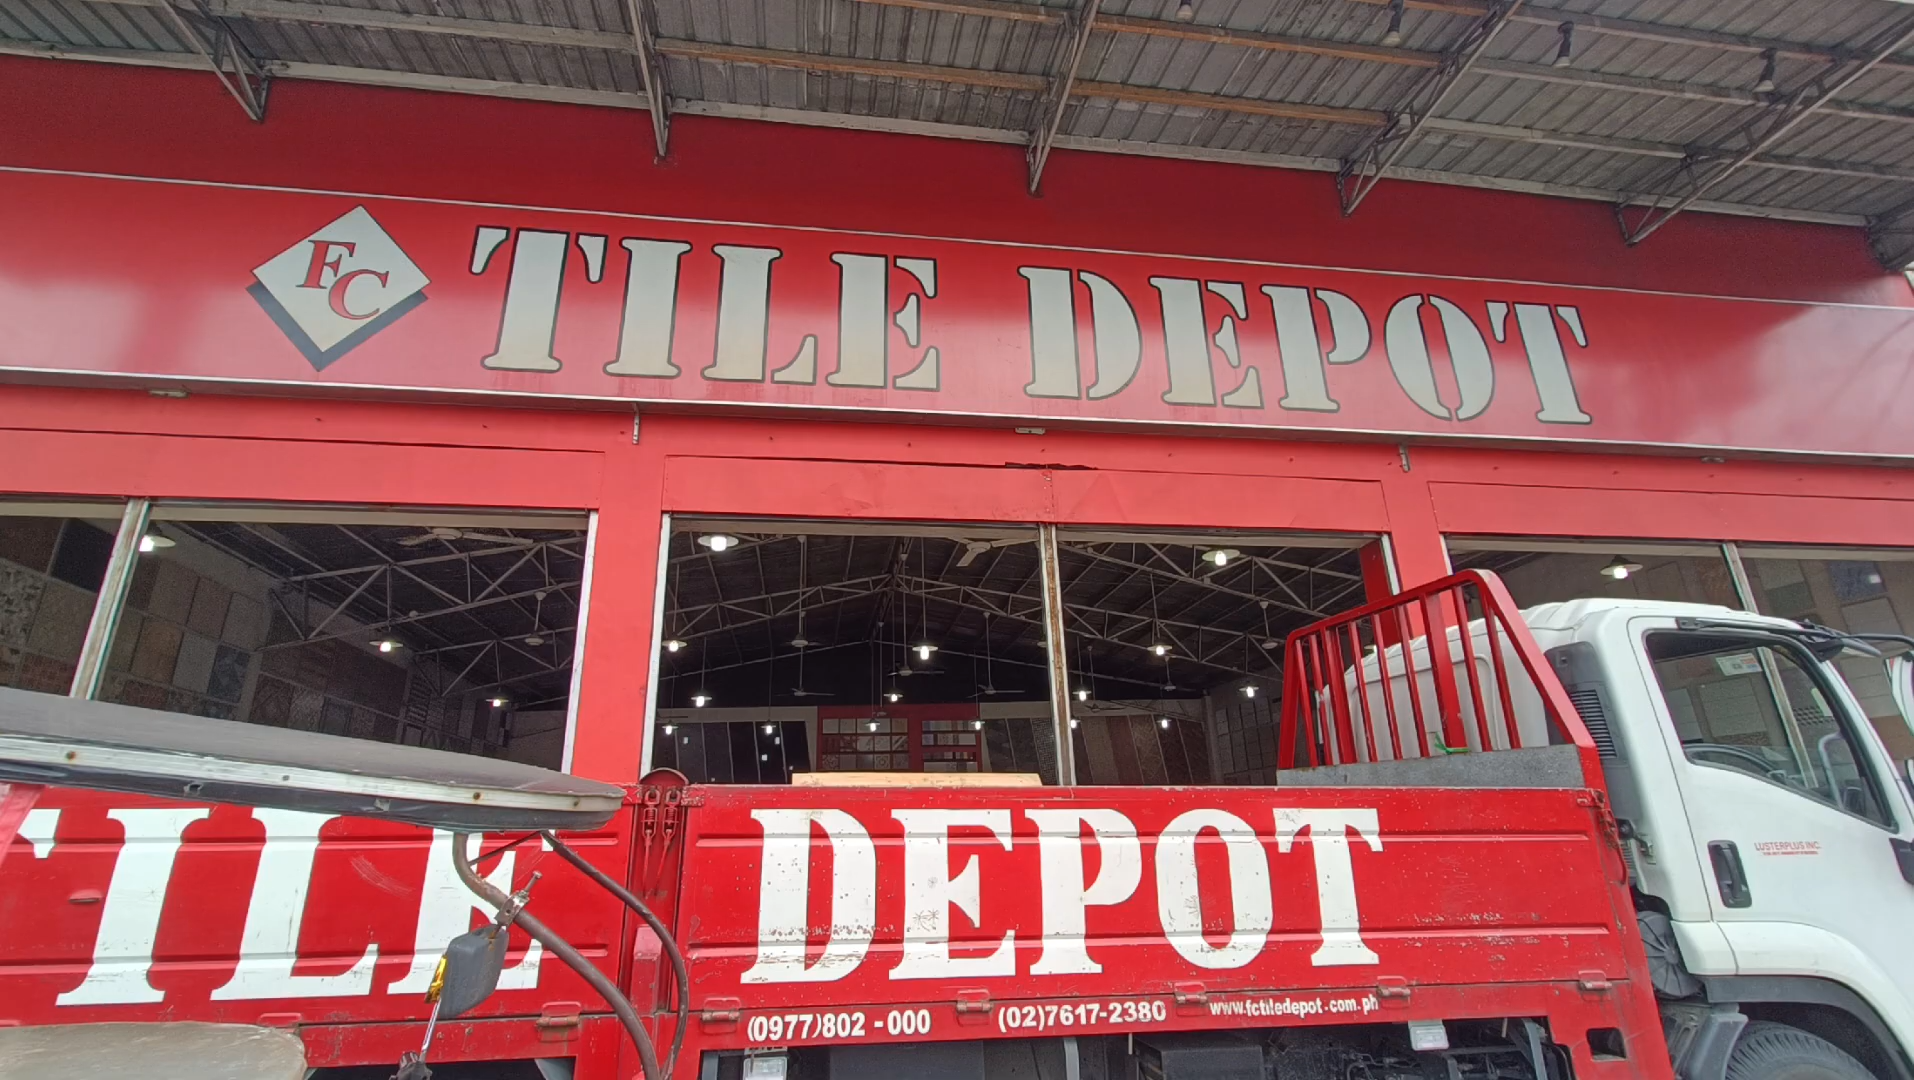 FC TILE DEPOT
TILE DEPOT
(0977)802-000 (02)7617-2380 www.fctiledepot.com.ph
LUSTERPLUS INC.